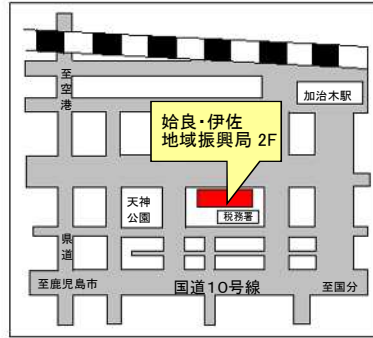 至空港
加治木駅
姶良・伊佐
地域振興局 2F
天神
公園
税務署
県道
至鹿児島市
国道10号線
至国分